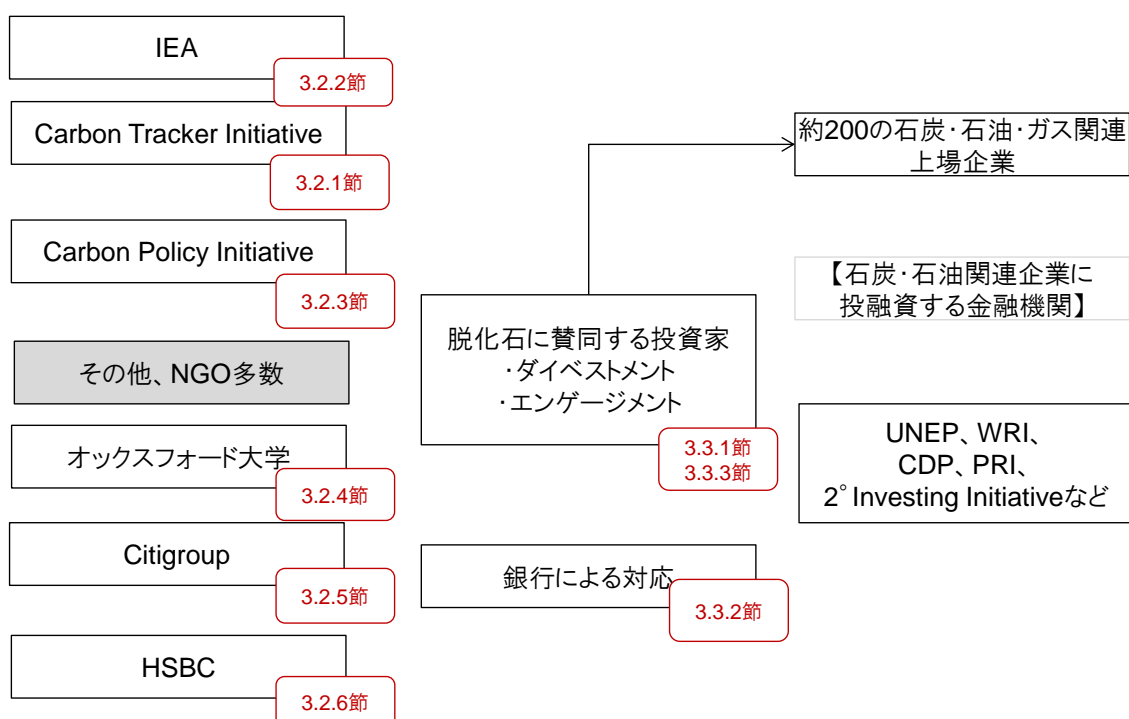 IEA
3.2.2節
Carbon Tracker Initiative
3.2.1節
Carbon Policy Initiative
3.2.3節
その他、NGO多数
オックスフォード大学
3.2.4節
Citigroup
3.2.5節
HSBC
3.2.6節
脱化石に賛同する投資家
・ダイベストメント
・エンゲージメント
3.3.1節
3.3.3節
銀行による対応
3.3.2節
約200の石炭・石油・ガス関連
上場企業
【石炭・石油関連企業に
投融資する金融機関】
UNEP、WRI、
CDP、PRI、
2°Investing Initiativeなど